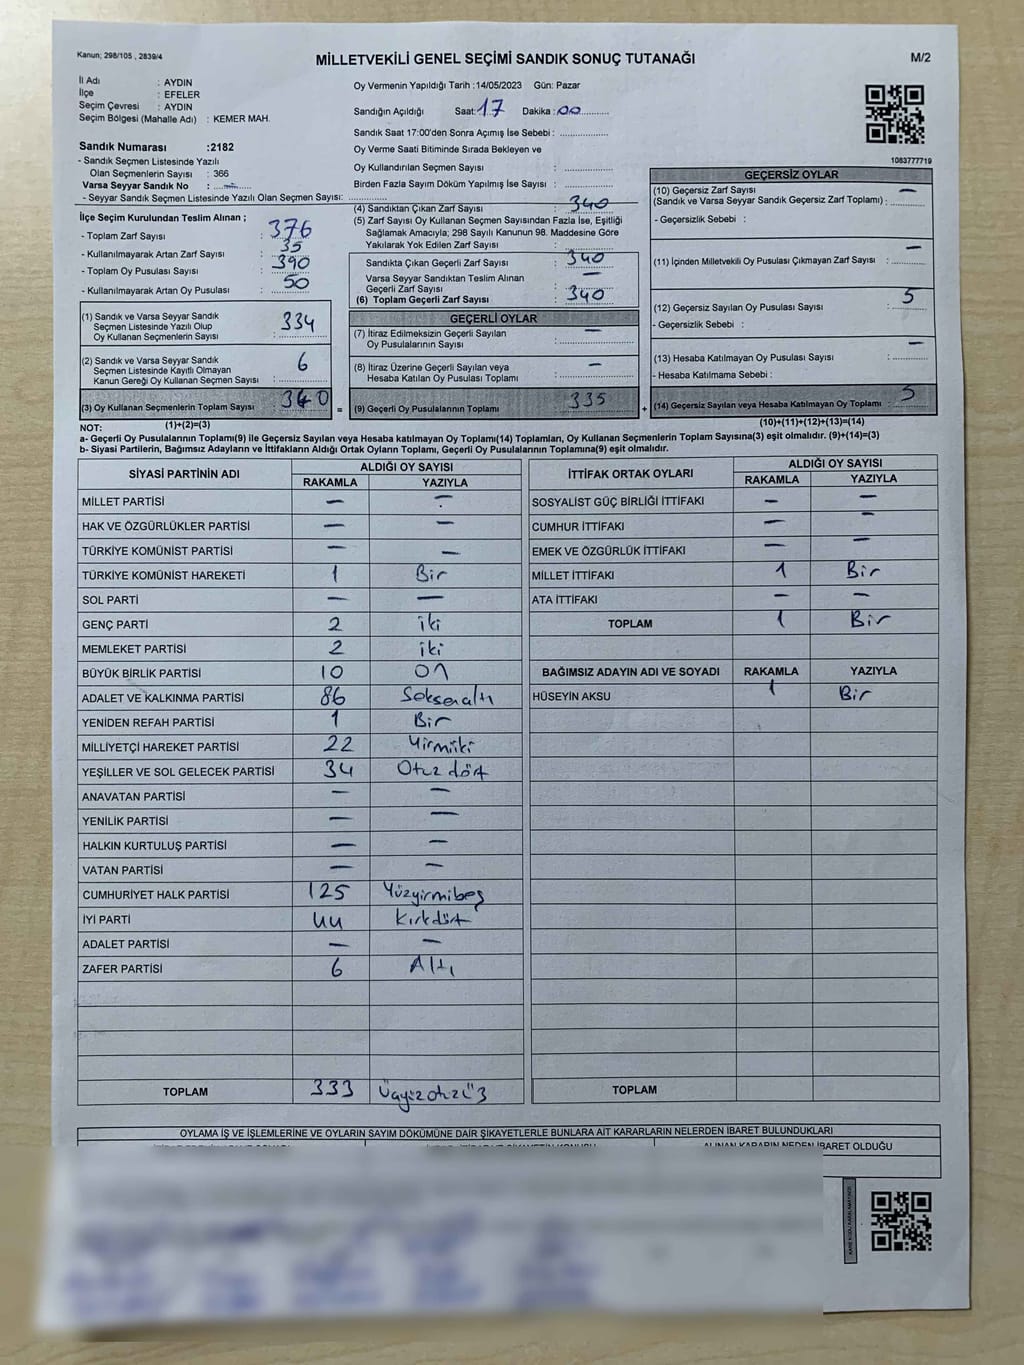 Kanun; 298/105 , 2839/4
MİLLETVEKİLİ GENEL SEÇİMİ SANDIK SONUÇ TUTANAĞI
M/2
İl Adı : AYDIN
İlçe : EFELER
Seçim Çevresi : AYDIN
Seçim Bölgesi (Mahalle Adı) : KEMER MAH.
Oy Vermenin Yapıldığı Tarih :14/05/2023 Gün: Pazar
Sandığın Açıldığı Saat: 17 Dakika : 00
Sandık Saat 17:00'den Sonra Açımış İse Sebebi :
Oy Verme Saati Bitiminde Sırada Bekleyen ve
Oy Kullandırılan Seçmen Sayısı :
Birden Fazla Sayım Döküm Yapılmış İse Sayısı :
1083777719
Sandık Numarası :2182
- Sandık Seçmen Listesinde Yazılı
Olan Seçmenlerin Sayısı : 366
Varsa Seyyar Sandık No : —
- Seyyar Sandık Seçmen Listesinde Yazılı Olan Seçmen Sayısı:
İlçe Seçim Kurulundan Teslim Alınan ;
- Toplam Zarf Sayısı : 376
- Kullanılmayarak Artan Zarf Sayısı : 35
- Toplam Oy Pusulası Sayısı : 390
- Kullanılmayarak Artan Oy Pusulası : 50
(1) Sandık ve Varsa Seyyar Sandık
Seçmen Listesinde Yazılı Olup
Oy Kullanan Seçmenlerin Sayısı : 334
(2) Sandık ve Varsa Seyyar Sandık
Seçmen Listesinde Kayıtlı Olmayan
Kanun Gereği Oy Kullanan Seçmen Sayısı : 6
(3) Oy Kullanan Seçmenlerin Toplam Sayısı : 340
(4) Sandıktan Çıkan Zarf Sayısı : 340
(5) Zarf Sayısı Oy Kullanan Seçmen Sayısından Fazla İse, Eşitliği
Sağlamak Amacıyla; 298 Sayılı Kanunun 98. Maddesine Göre
Yakılarak Yok Edilen Zarf Sayısı :
Sandıkta Çıkan Geçerli Zarf Sayısı : 340
Varsa Seyyar Sandıktan Teslim Alınan
Geçerli Zarf Sayısı : —
(6) Toplam Geçerli Zarf Sayısı : 340
GEÇERLİ OYLAR
(7) İtiraz Edilmeksizin Geçerli Sayılan
Oy Pusulalarının Sayısı : —
(8) İtiraz Üzerine Geçerli Sayılan veya
Hesaba Katılan Oy Pusulası Toplamı : —
= (9) Geçerli Oy Pusulalarının Toplamı : 335
GEÇERSİZ OYLAR
(10) Geçersiz Zarf Sayısı —
(Sandık ve Varsa Seyyar Sandık Geçersiz Zarf Toplamı) :
- Geçersizlik Sebebi :
(11) İçinden Milletvekili Oy Pusulası Çıkmayan Zarf Sayısı : —
(12) Geçersiz Sayılan Oy Pusulası Sayısı : 5
- Geçersizlik Sebebi :
(13) Hesaba Katılmayan Oy Pusulası Sayısı : —
- Hesaba Katılmama Sebebi :
+ (14) Geçersiz Sayılan veya Hesaba Katılmayan Oy Toplamı : 5
NOT: (1)+(2)=(3)
(10)+(11)+(12)+(13)=(14)
a- Geçerli Oy Pusulalarının Toplamı(9) ile Geçersiz Sayılan veya Hesaba katılmayan Oy Toplamı(14) Toplamları, Oy Kullanan Seçmenlerin Toplam Sayısına(3) eşit olmalıdır. (9)+(14)=(3)
b- Siyasi Partilerin, Bağımsız Adayların ve İttifakların Aldığı Ortak Oyların Toplamı, Geçerli Oy Pusulalarının Toplamına(9) eşit olmalıdır.
SİYASİ PARTİNİN ADI
ALDIĞI OY SAYISI
RAKAMLA YAZIYLA
MİLLET PARTİSİ — —
HAK VE ÖZGÜRLÜKLER PARTİSİ — —
TÜRKİYE KOMÜNİST PARTİSİ — —
TÜRKİYE KOMÜNİST HAREKETİ 1 Bir
SOL PARTİ — —
GENÇ PARTİ 2 iki
MEMLEKET PARTİSİ 2 iki
BÜYÜK BİRLİK PARTİSİ 10 on
ADALET VE KALKINMA PARTİSİ 86 Seksenaltı
YENİDEN REFAH PARTİSİ 1 Bir
MİLLİYETÇİ HAREKET PARTİSİ 22 Yirmiiki
YEŞİLLER VE SOL GELECEK PARTİSİ 34 Otuz dört
ANAVATAN PARTİSİ — —
YENİLİK PARTİSİ — —
HALKIN KURTULUŞ PARTİSİ — —
VATAN PARTİSİ — —
CUMHURİYET HALK PARTİSİ 125 Yüzyirmibeş
İYİ PARTİ 44 Kırkdört
ADALET PARTİSİ — —
ZAFER PARTİSİ 6 Altı
TOPLAM 333 Üçyüzotuz üç
İTTİFAK ORTAK OYLARI
ALDIĞI OY SAYISI
RAKAMLA YAZIYLA
SOSYALİST GÜÇ BİRLİĞİ İTTİFAKI — —
CUMHUR İTTİFAKI — —
EMEK VE ÖZGÜRLÜK İTTİFAKI — —
MİLLET İTTİFAKI 1 Bir
ATA İTTİFAKI — —
TOPLAM 1 Bir
BAĞIMSIZ ADAYIN ADI VE SOYADI RAKAMLA YAZIYLA
HÜSEYİN AKSU 1 Bir
TOPLAM
OYLAMA İŞ VE İŞLEMLERİNE VE OYLARIN SAYIM DÖKÜMÜNE DAİR ŞİKAYETLERLE BUNLARA AİT KARARLARIN NELERDEN İBARET BULUNDUKLARI
ALINAN KARARIN NEDEN İBARET OLDUĞU